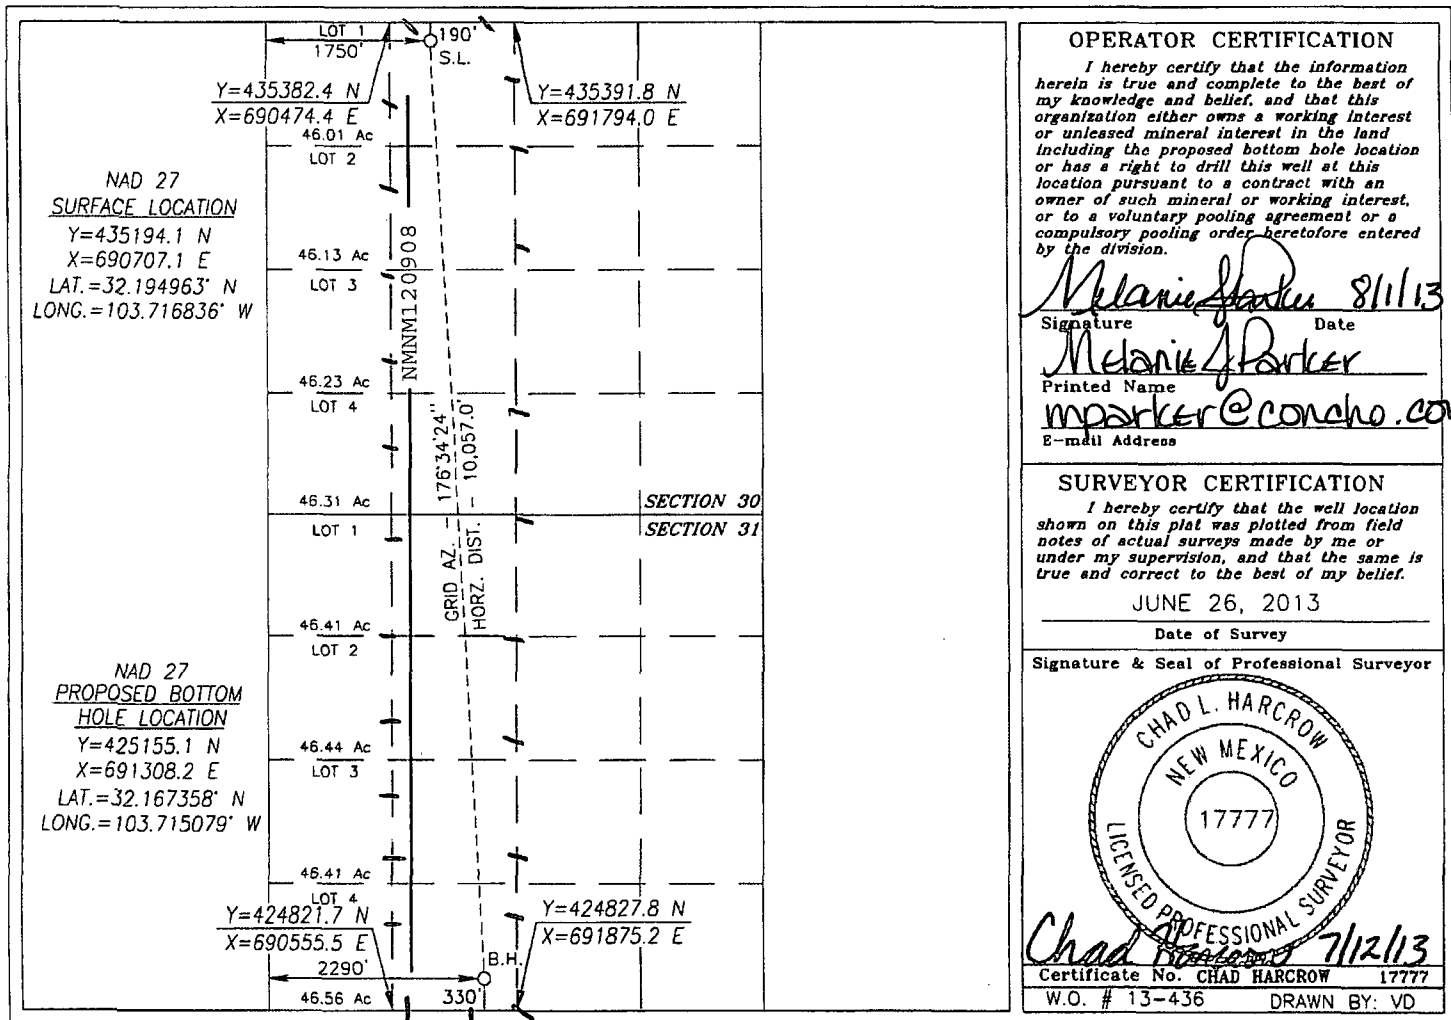 LOT 1
1750'
190'
S.L.
Y=435382.4 N
X=690474.4 E
Y=435391.8 N
X=691794.0 E
46.01 Ac
LOT 2
NAD 27
SURFACE LOCATION
Y=435194.1 N
X=690707.1 E
LAT.=32.194963° N
LONG.=103.716836° W
46.13 Ac
LOT 3
NMNM120908
46.23 Ac
LOT 4
GRID AZ. - 176°34'24"
HORZ. DIST. - 10,057.0'
46.31 Ac
LOT 1
SECTION 30
SECTION 31
46.41 Ac
LOT 2
NAD 27
PROPOSED BOTTOM
HOLE LOCATION
Y=425155.1 N
X=691308.2 E
LAT.=32.167358° N
LONG.=103.715079° W
46.44 Ac
LOT 3
46.41 Ac
LOT 4
Y=424821.7 N
X=690555.5 E
Y=424827.8 N
X=691875.2 E
2290'
B.H.
330'
46.56 Ac
OPERATOR CERTIFICATION
I hereby certify that the information
herein is true and complete to the best of
my knowledge and belief, and that this
organization either owns a working interest
or unleased mineral interest in the land
including the proposed bottom hole location
or has a right to drill this well at this
location pursuant to a contract with an
owner of such mineral or working interest,
or to a voluntary pooling agreement or a
compulsory pooling order heretofore entered
by the division.
Melanie J Parker 8/1/13
Signature Date
Melanie J Parker
Printed Name
mparker@concho.com
E-mail Address
SURVEYOR CERTIFICATION
I hereby certify that the well location
shown on this plat was plotted from field
notes of actual surveys made by me or
under my supervision, and that the same is
true and correct to the best of my belief.
JUNE 26, 2013
Date of Survey
Signature & Seal of Professional Surveyor
CHAD L. HARCROW
NEW MEXICO
17777
LICENSED PROFESSIONAL SURVEYOR
Chad Harcrow 7/12/13
Certificate No. CHAD HARCROW 17777
W.O. # 13-436 DRAWN BY: VD